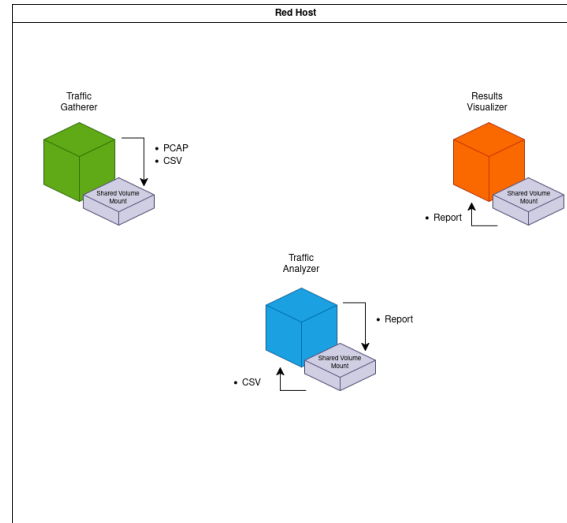 Red Host
Traffic
Gatherer
• PCAP
• CSV
Shared Volume
Mount
Results
Visualizer
Shared Volume
Mount
• Report
Traffic
Analyzer
• Report
Shared Volume
Mount
• CSV